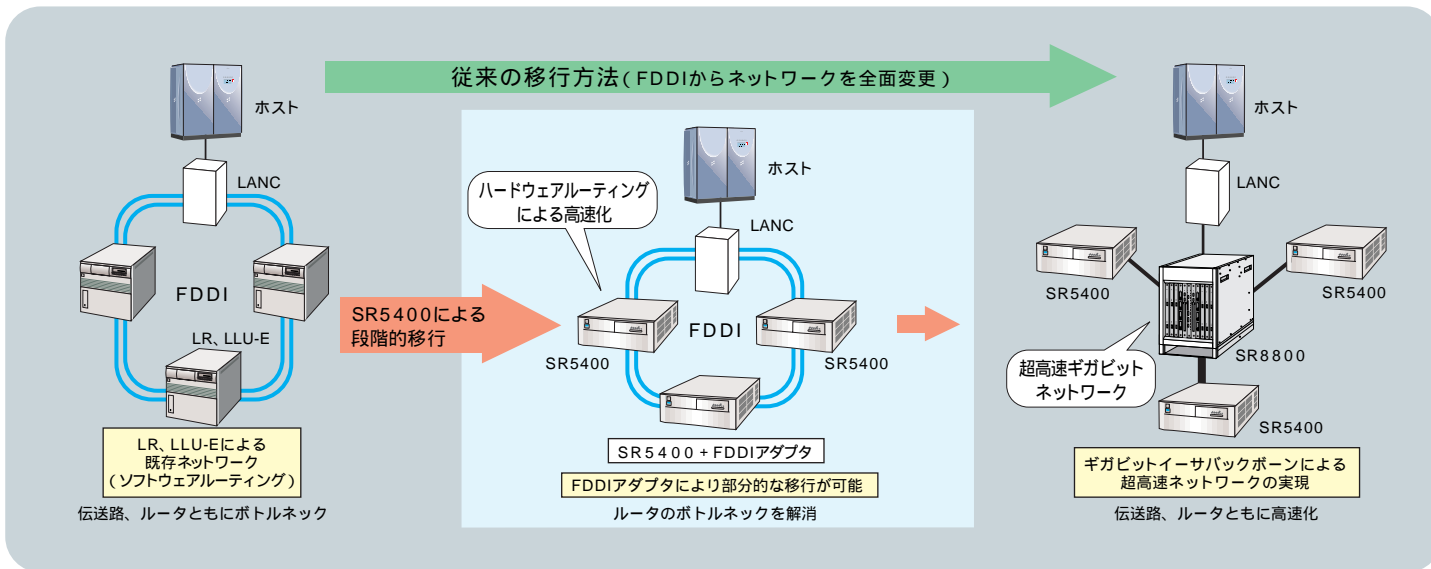 従来の移行方法(FDDIからネットワークを全面変更)
ホスト
LANC
FDDI
LR、LLU-E
LR、LLU-Eによる
既存ネットワーク
(ソフトウェアルーティング)
伝送路、ルータともにボトルネック
SR5400による
段階的移行
ホスト
ハードウェアルーティング
による高速化
LANC
FDDI
SR5400
SR5400
SR5400+FDDIアダプタ
FDDIアダプタにより部分的な移行が可能
ルータのボトルネックを解消
ホスト
LANC
SR5400
SR5400
SR8800
超高速ギガビット
ネットワーク
SR5400
ギガビットイーサバックボーンによる
超高速ネットワークの実現
伝送路、ルータともに高速化